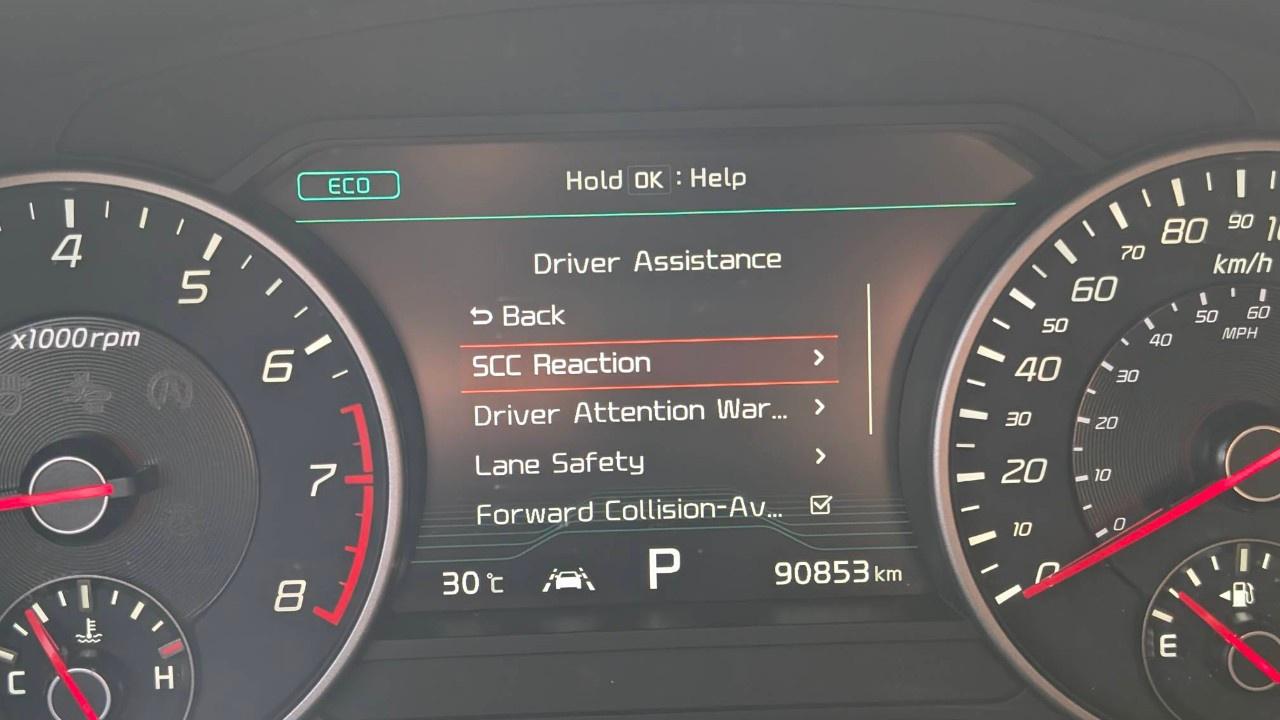 ECO
Hold OK : Help
Driver Assistance
Back
SCC Reaction
Driver Attention War...
Lane Safety
Forward Collision-Av...
30℃
P
90853km
4
5
6
7
8
x1000rpm
C
H
0
10
20
30
40
50
60
70
80
90
km/h
0
10
20
30
40
50
60
MPH
E